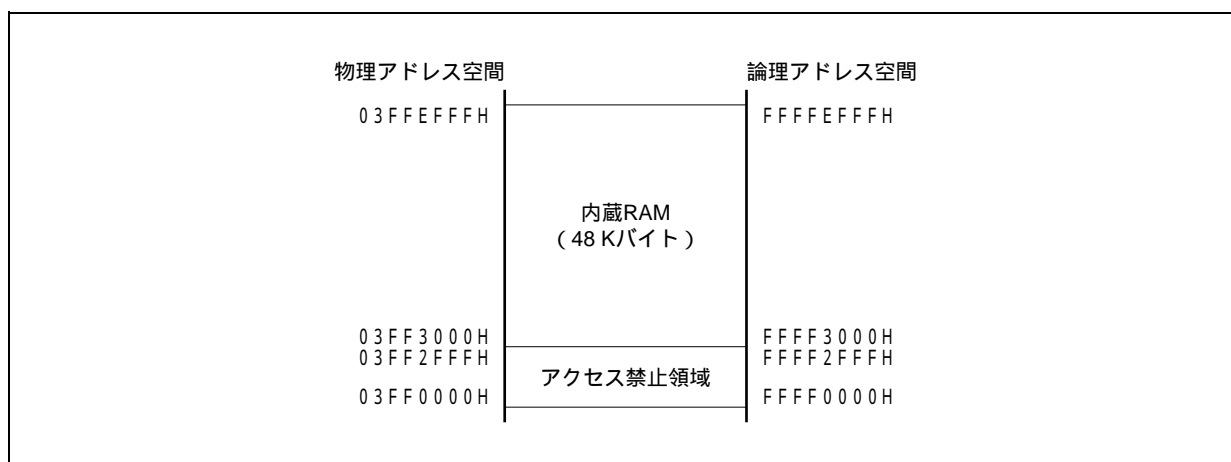 物理アドレス空間 論理アドレス空間
03FFEFFFH FFFFEFFFH
内蔵RAM
(48 Kバイト)
03FF3000H FFFF3000H
03FF2FFFH FFFF2FFFH
アクセス禁止領域
03FF0000H FFFF0000H